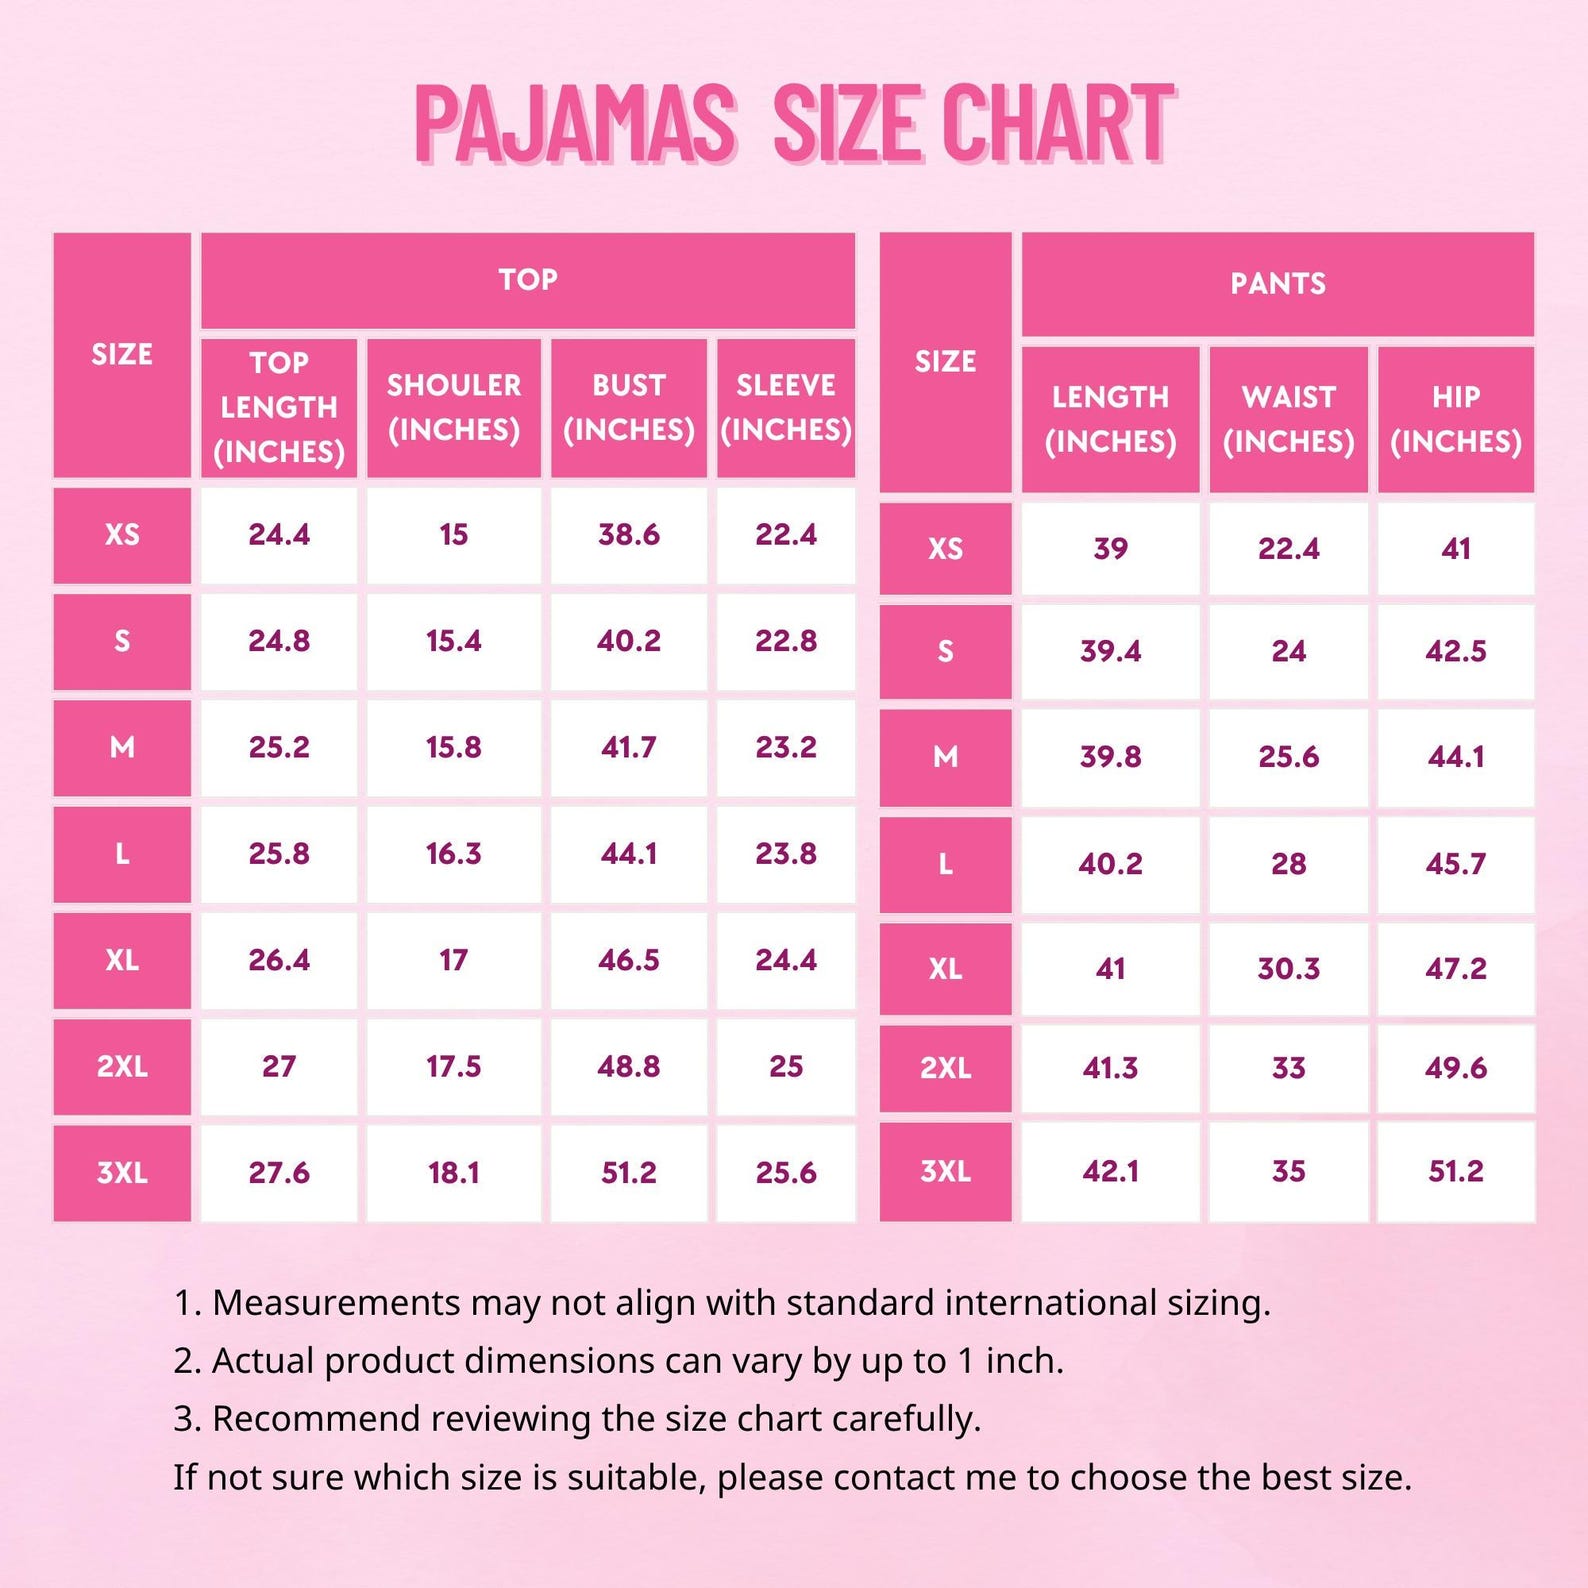 PAJAMAS SIZE CHART
SIZE
TOP
TOP
LENGTH
(INCHES)
SHOULER
(INCHES)
BUST
(INCHES)
SLEEVE
(INCHES)
XS 24.4 15 38.6 22.4
S 24.8 15.4 40.2 22.8
M 25.2 15.8 41.7 23.2
L 25.8 16.3 44.1 23.8
XL 26.4 17 46.5 24.4
2XL 27 17.5 48.8 25
3XL 27.6 18.1 51.2 25.6
SIZE
PANTS
LENGTH
(INCHES)
WAIST
(INCHES)
HIP
(INCHES)
XS 39 22.4 41
S 39.4 24 42.5
M 39.8 25.6 44.1
L 40.2 28 45.7
XL 41 30.3 47.2
2XL 41.3 33 49.6
3XL 42.1 35 51.2
1. Measurements may not align with standard international sizing.
2. Actual product dimensions can vary by up to 1 inch.
3. Recommend reviewing the size chart carefully.
If not sure which size is suitable, please contact me to choose the best size.